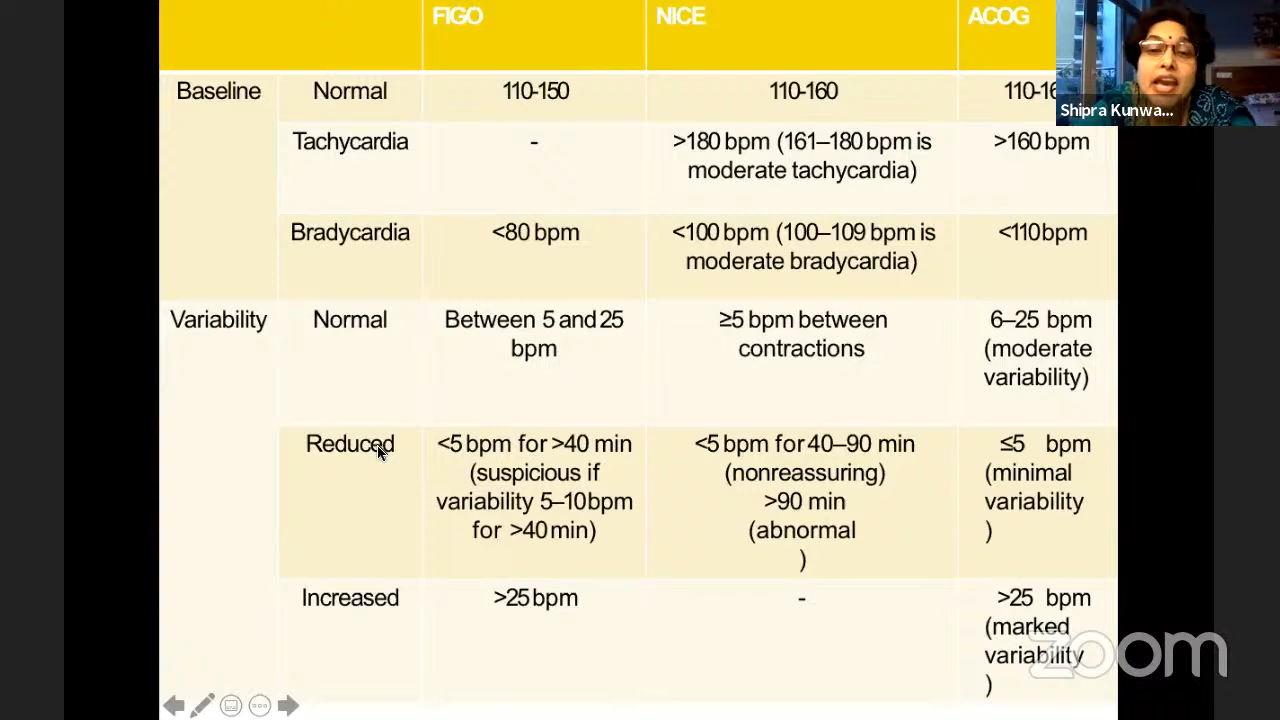 FIGO NICE ACOG
Shipra Kunwa...
Baseline Normal 110-150 110-160
Tachycardia - >180 bpm (161–180 bpm is >160 bpm
moderate tachycardia)
Bradycardia <80 bpm <100 bpm (100–109 bpm is <110bpm
moderate bradycardia)
Variability Normal Between 5 and 25 ≥5 bpm between 6–25 bpm
bpm contractions (moderate
variability)
Reduced <5 bpm for >40 min <5 bpm for 40–90 min ≤5 bpm
(suspicious if (nonreassuring) (minimal
variability 5–10bpm >90 min variability
for >40 min) (abnormal )
)
Increased >25 bpm - >25 bpm
(marked
variability
)
zoom